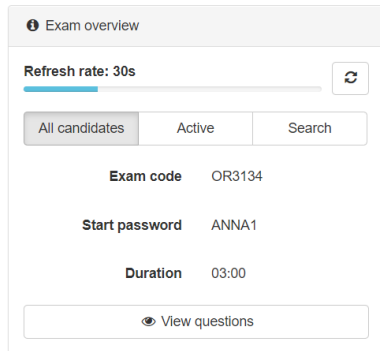 Exam overview
Refresh rate: 30s
All candidates Active Search
Exam code OR3134
Start password ANNA1
Duration 03:00
View questions